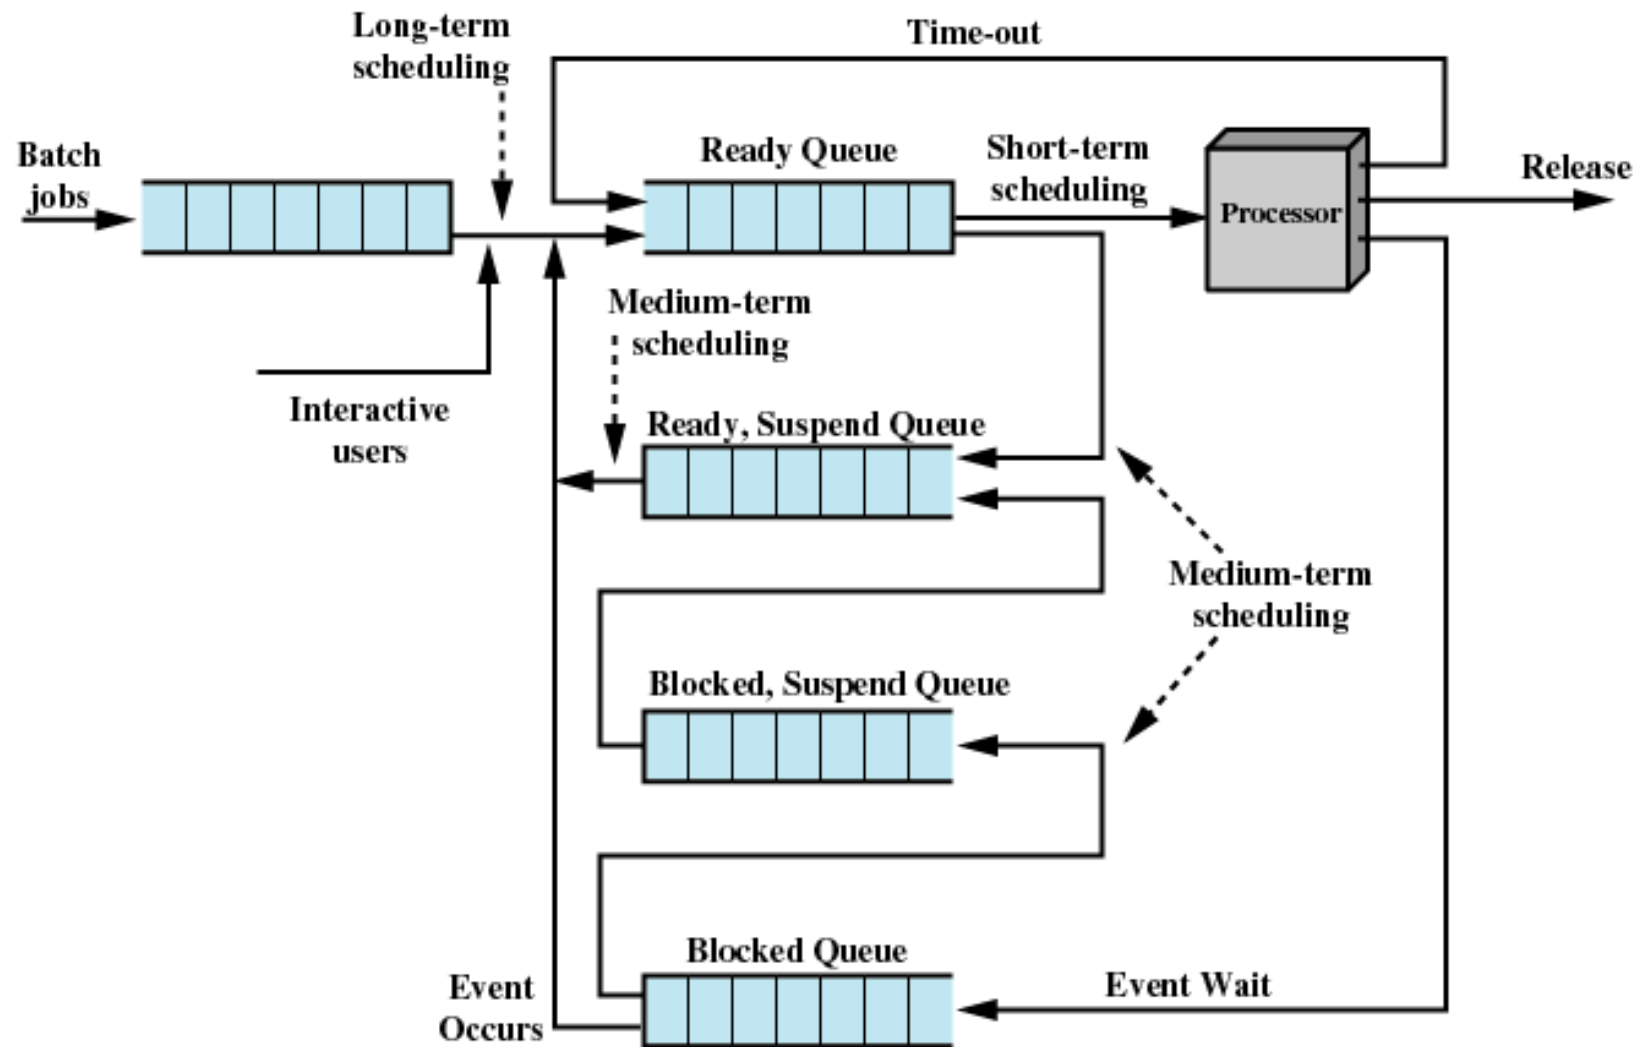 Long-term
scheduling
Time-out
Batch
jobs
Ready Queue
Short-term
scheduling
Processor
Release
Medium-term
scheduling
Interactive
users
Ready, Suspend Queue
Medium-term
scheduling
Blocked, Suspend Queue
Blocked Queue
Event
Occurs
Event Wait